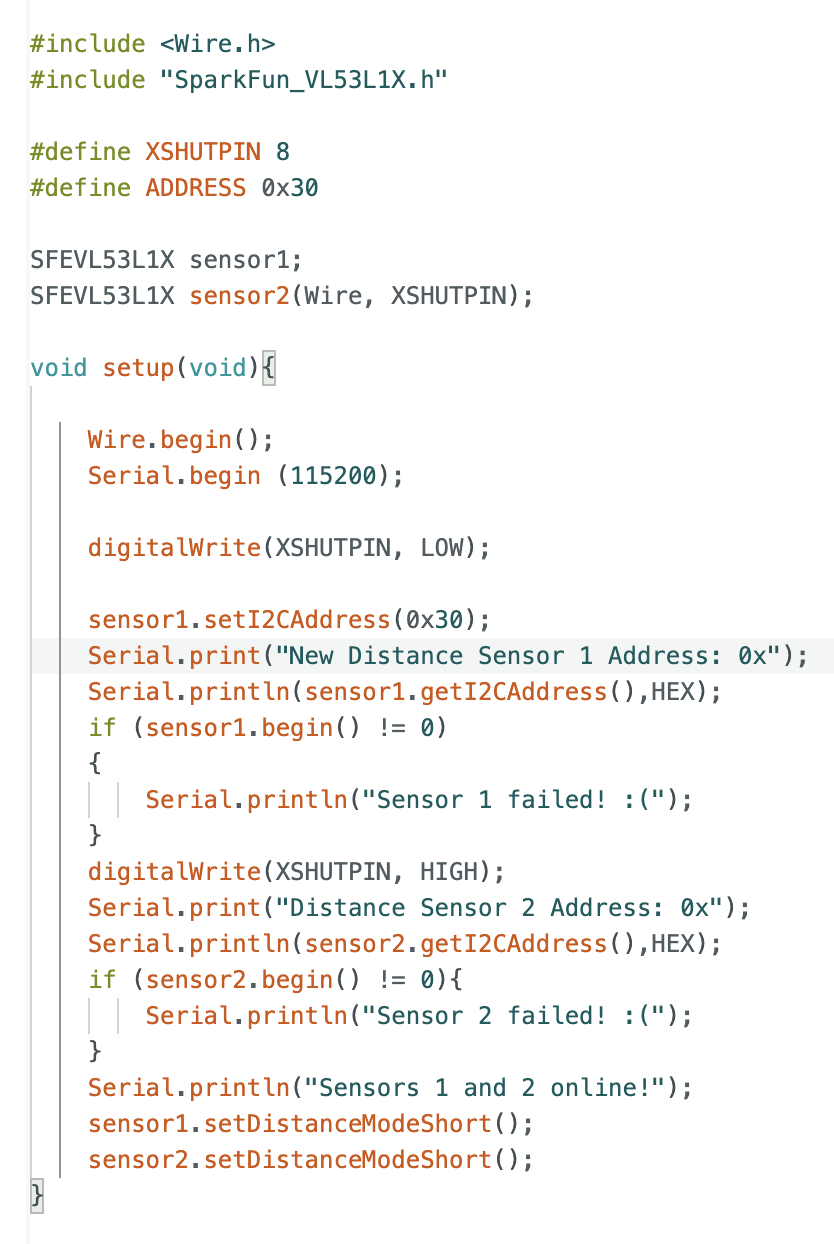 #include <Wire.h>
#include "SparkFun_VL53L1X.h"
#define XSHUTPIN 8
#define ADDRESS 0x30
SFEVL53L1X sensor1;
SFEVL53L1X sensor2(Wire, XSHUTPIN);
void setup(void){
Wire.begin();
Serial.begin (115200);
digitalWrite(XSHUTPIN, LOW);
sensor1.setI2CAddress(0x30);
Serial.print("New Distance Sensor 1 Address: 0x");
Serial.println(sensor1.getI2CAddress(),HEX);
if (sensor1.begin() != 0)
{
Serial.println("Sensor 1 failed! :(");
}
digitalWrite(XSHUTPIN, HIGH);
Serial.print("Distance Sensor 2 Address: 0x");
Serial.println(sensor2.getI2CAddress(),HEX);
if (sensor2.begin() != 0){
Serial.println("Sensor 2 failed! :(");
}
Serial.println("Sensors 1 and 2 online!");
sensor1.setDistanceModeShort();
sensor2.setDistanceModeShort();
}